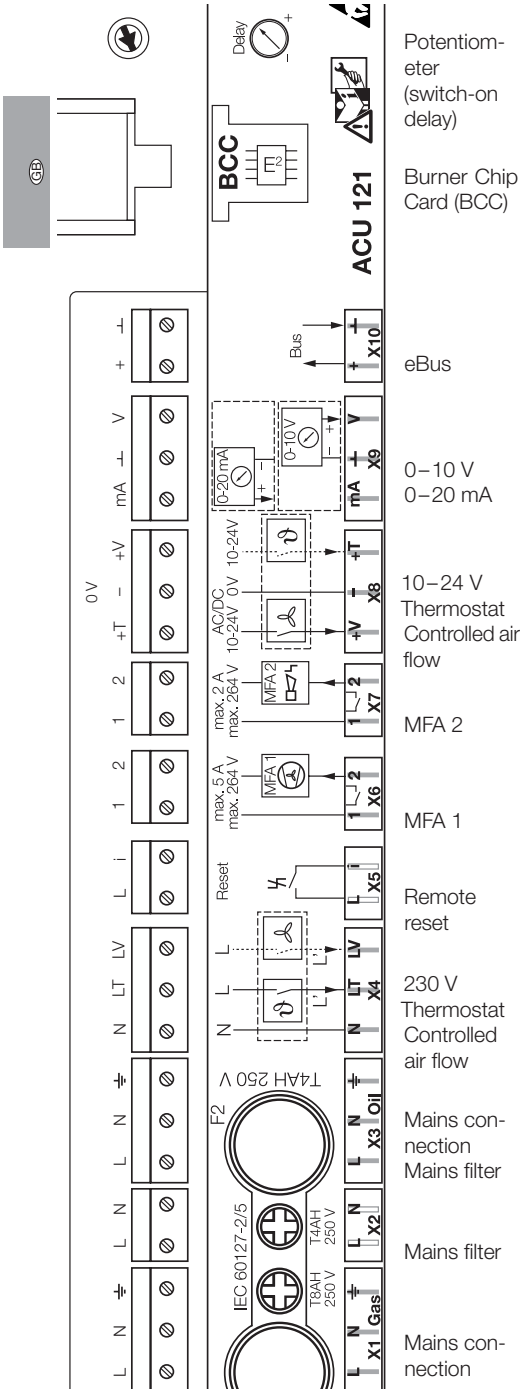 Delay
+
−
Potentiom-
eter
(switch-on
delay)
GB
BCC
E²
ACU 121
Burner Chip
Card (BCC)
⊥
+
Bus
⊥
+
X10
eBus
V
⊥
mA
0-20 mA
−
+
0-10 V
−
+
V
⊥
mA
X9
0–10 V
0–20 mA
+V
−
+T
0 V
10-24V
0V
AC/DC
10-24V
ϑ
+T
−
+V
X8
10–24 V
Thermostat
Controlled air
flow
2
1
max. 2 A
max. 264 V
MFA 2
2
1
X7
MFA 2
2
1
max. 5 A
max. 264 V
MFA 1
2
1
X6
MFA 1
i
L
Reset
i
L
X5
Remote
reset
LV
LT
N
L
L
N
ϑ
L'
L'
LV
LT
N
X4
230 V
Thermostat
Controlled
air flow
N
L
F2
T4AH 250 V
N
L
X3 Oil
Mains con-
nection
Mains filter
N
L
IEC 60127-2/5
T4AH
250 V
N
L
X2
Mains filter
N
L
T8AH
250 V
N
L
X1 Gas
Mains con-
nection